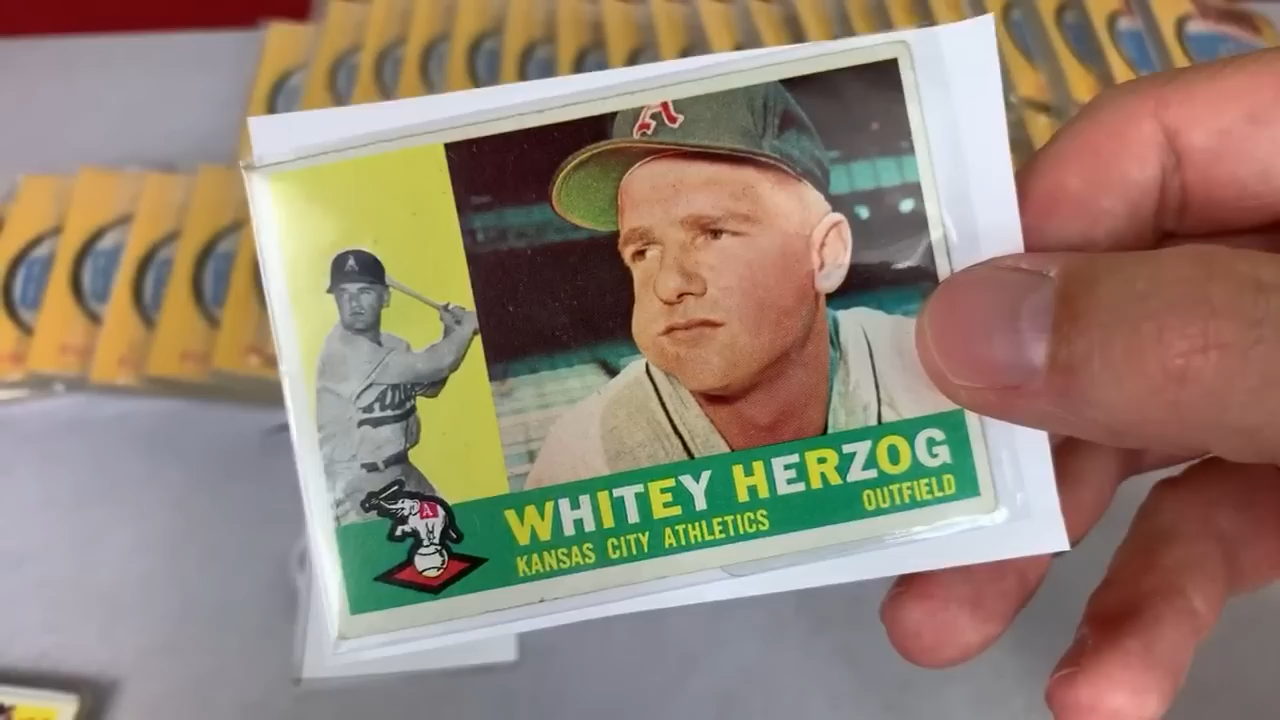 A
A
A's
A
WHITEY HERZOG
KANSAS CITY ATHLETICS
OUTFIELD